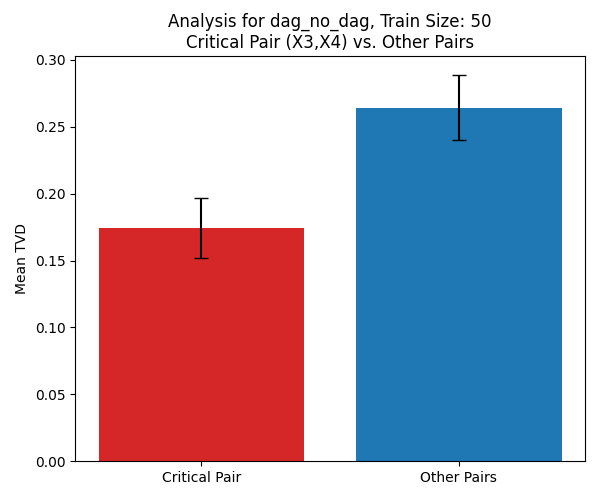 Analysis for dag_no_dag, Train Size: 50
Critical Pair (X3,X4) vs. Other Pairs
Mean TVD
0.30
0.25
0.20
0.15
0.10
0.05
0.00
Critical Pair
Other Pairs